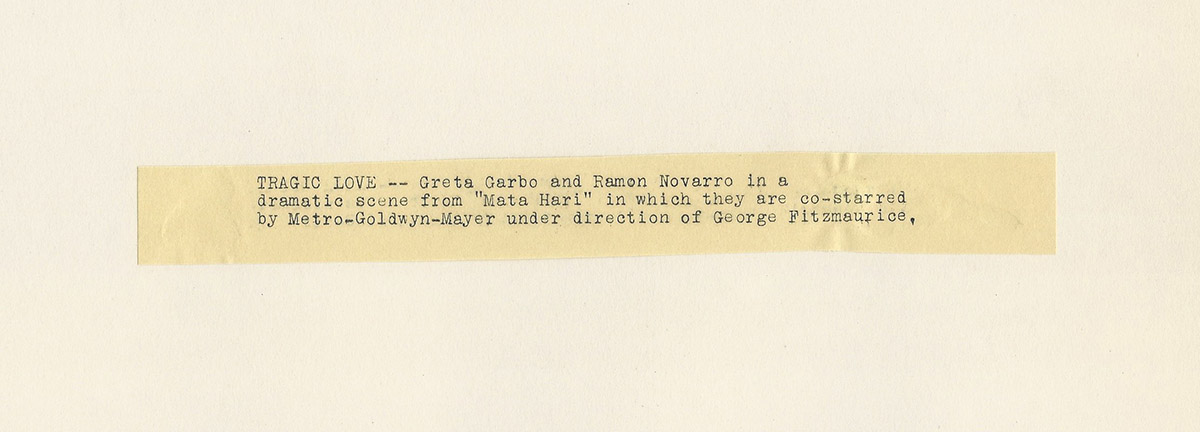 TRAGIC LOVE -- Greta Garbo and Ramon Novarro in a
dramatic scene from "Mata Hari" in which they are co-starred
by Metro-Goldwyn-Mayer under direction of George Fitzmaurice,